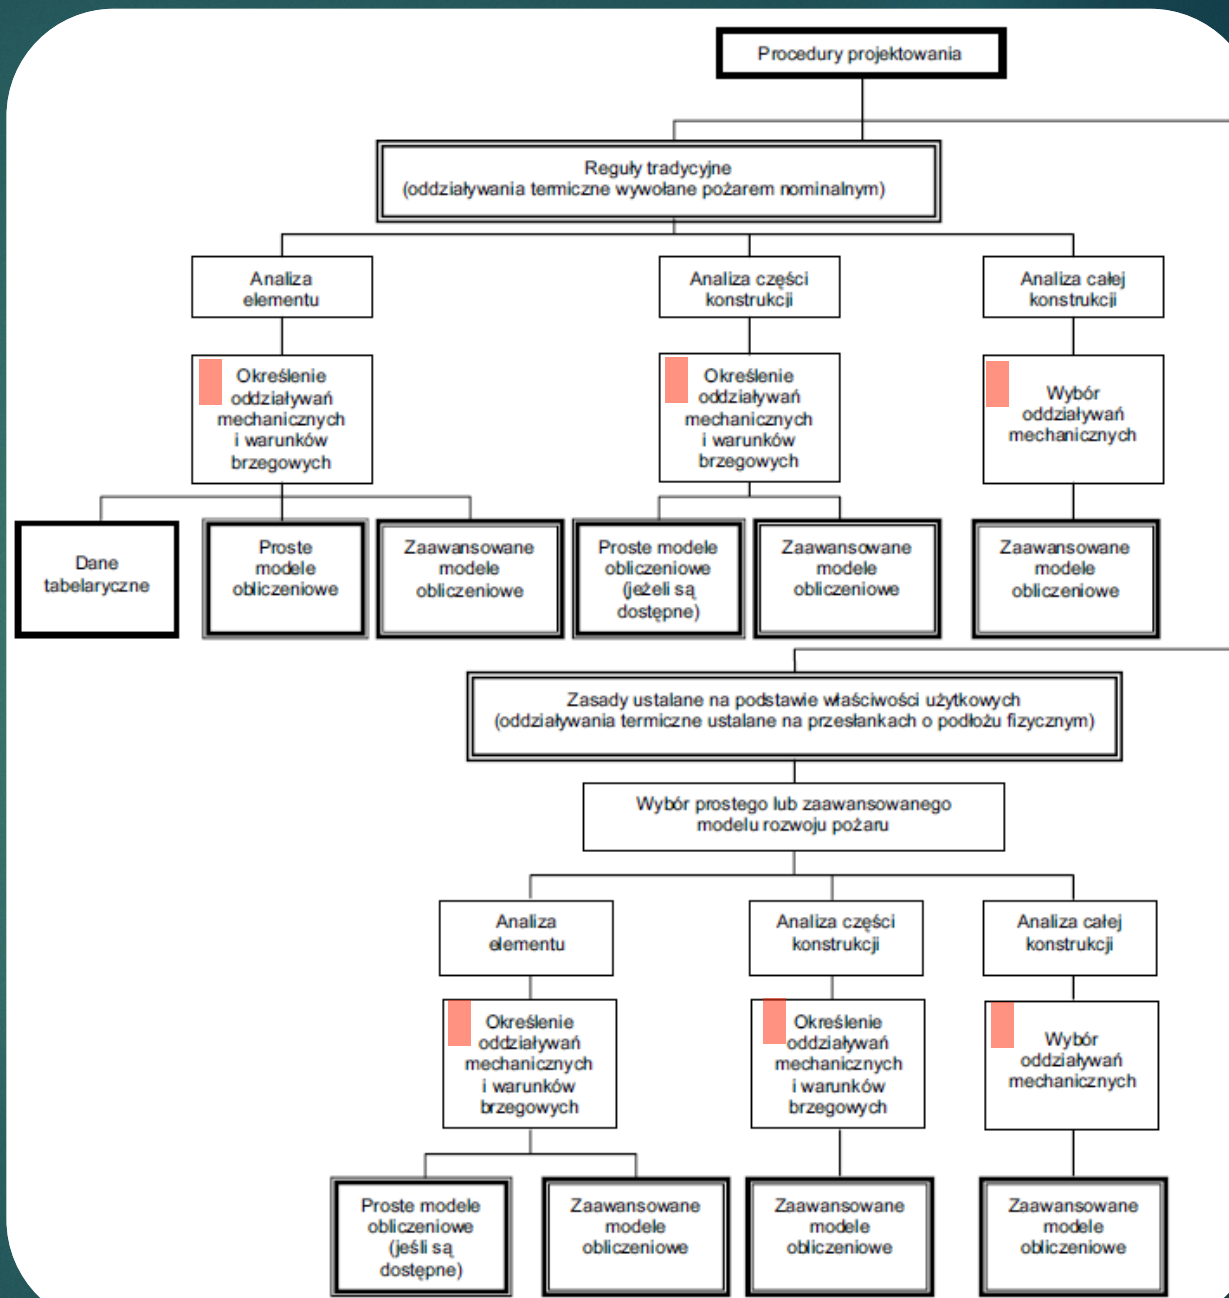 Procedury projektowania
Reguły tradycyjne
(oddziaływania termiczne wywołane pożarem nominalnym)
Analiza
elementu
Analiza części
konstrukcji
Analiza całej
konstrukcji
Określenie
oddziaływań
mechanicznych
i warunków
brzegowych
Określenie
oddziaływań
mechanicznych
i warunków
brzegowych
Wybór
oddziaływań
mechanicznych
Dane
tabelaryczne
Proste
modele
obliczeniowe
Zaawansowane
modele
obliczeniowe
Proste modele
obliczeniowe
(jeżeli są
dostępne)
Zaawansowane
modele
obliczeniowe
Zaawansowane
modele
obliczeniowe
Zasady ustalane na podstawie właściwości użytkowych
(oddziaływania termiczne ustalane na przesłankach o podłożu fizycznym)
Wybór prostego lub zaawansowanego
modelu rozwoju pożaru
Analiza
elementu
Analiza części
konstrukcji
Analiza całej
konstrukcji
Określenie
oddziaływań
mechanicznych
i warunków
brzegowych
Określenie
oddziaływań
mechanicznych
i warunków
brzegowych
Wybór
oddziaływań
mechanicznych
Proste modele
obliczeniowe
(jeśli są
dostępne)
Zaawansowane
modele
obliczeniowe
Zaawansowane
modele
obliczeniowe
Zaawansowane
modele
obliczeniowe